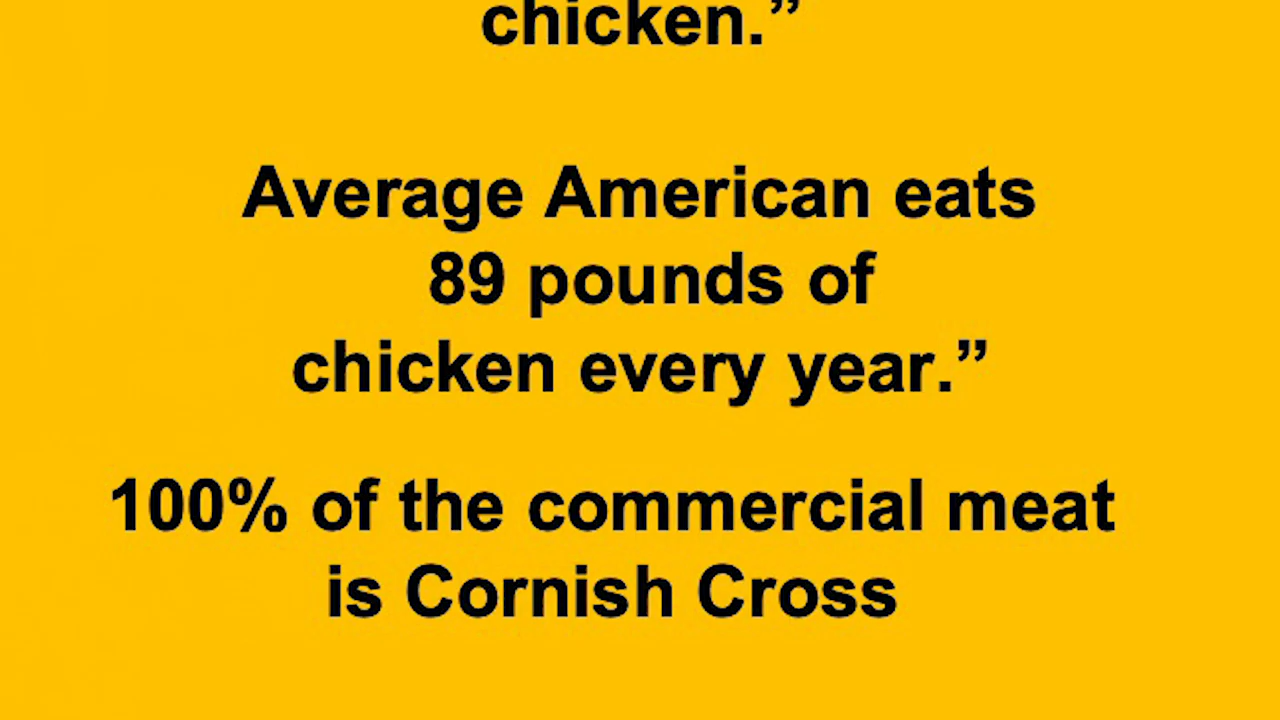 chicken.”
Average American eats
89 pounds of
chicken every year.”
100% of the commercial meat
is Cornish Cross